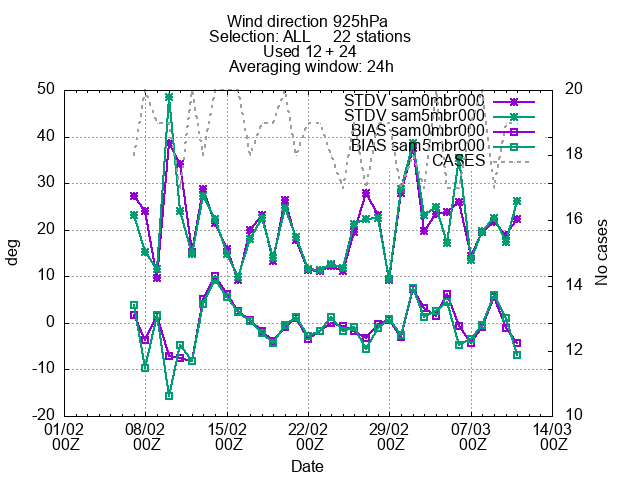 Wind direction 925hPa
Selection: ALL 22 stations
Used 12 + 24
Averaging window: 24h
STDV sam0mbr000
STDV sam5mbr000
BIAS sam0mbr000
BIAS sam5mbr000
CASES
50
40
30
20
10
0
-10
-20
deg
20
18
16
14
12
10
No cases
01/02 08/02 15/02 22/02 29/02 07/03 14/03
00Z 00Z 00Z 00Z 00Z 00Z 00Z
Date